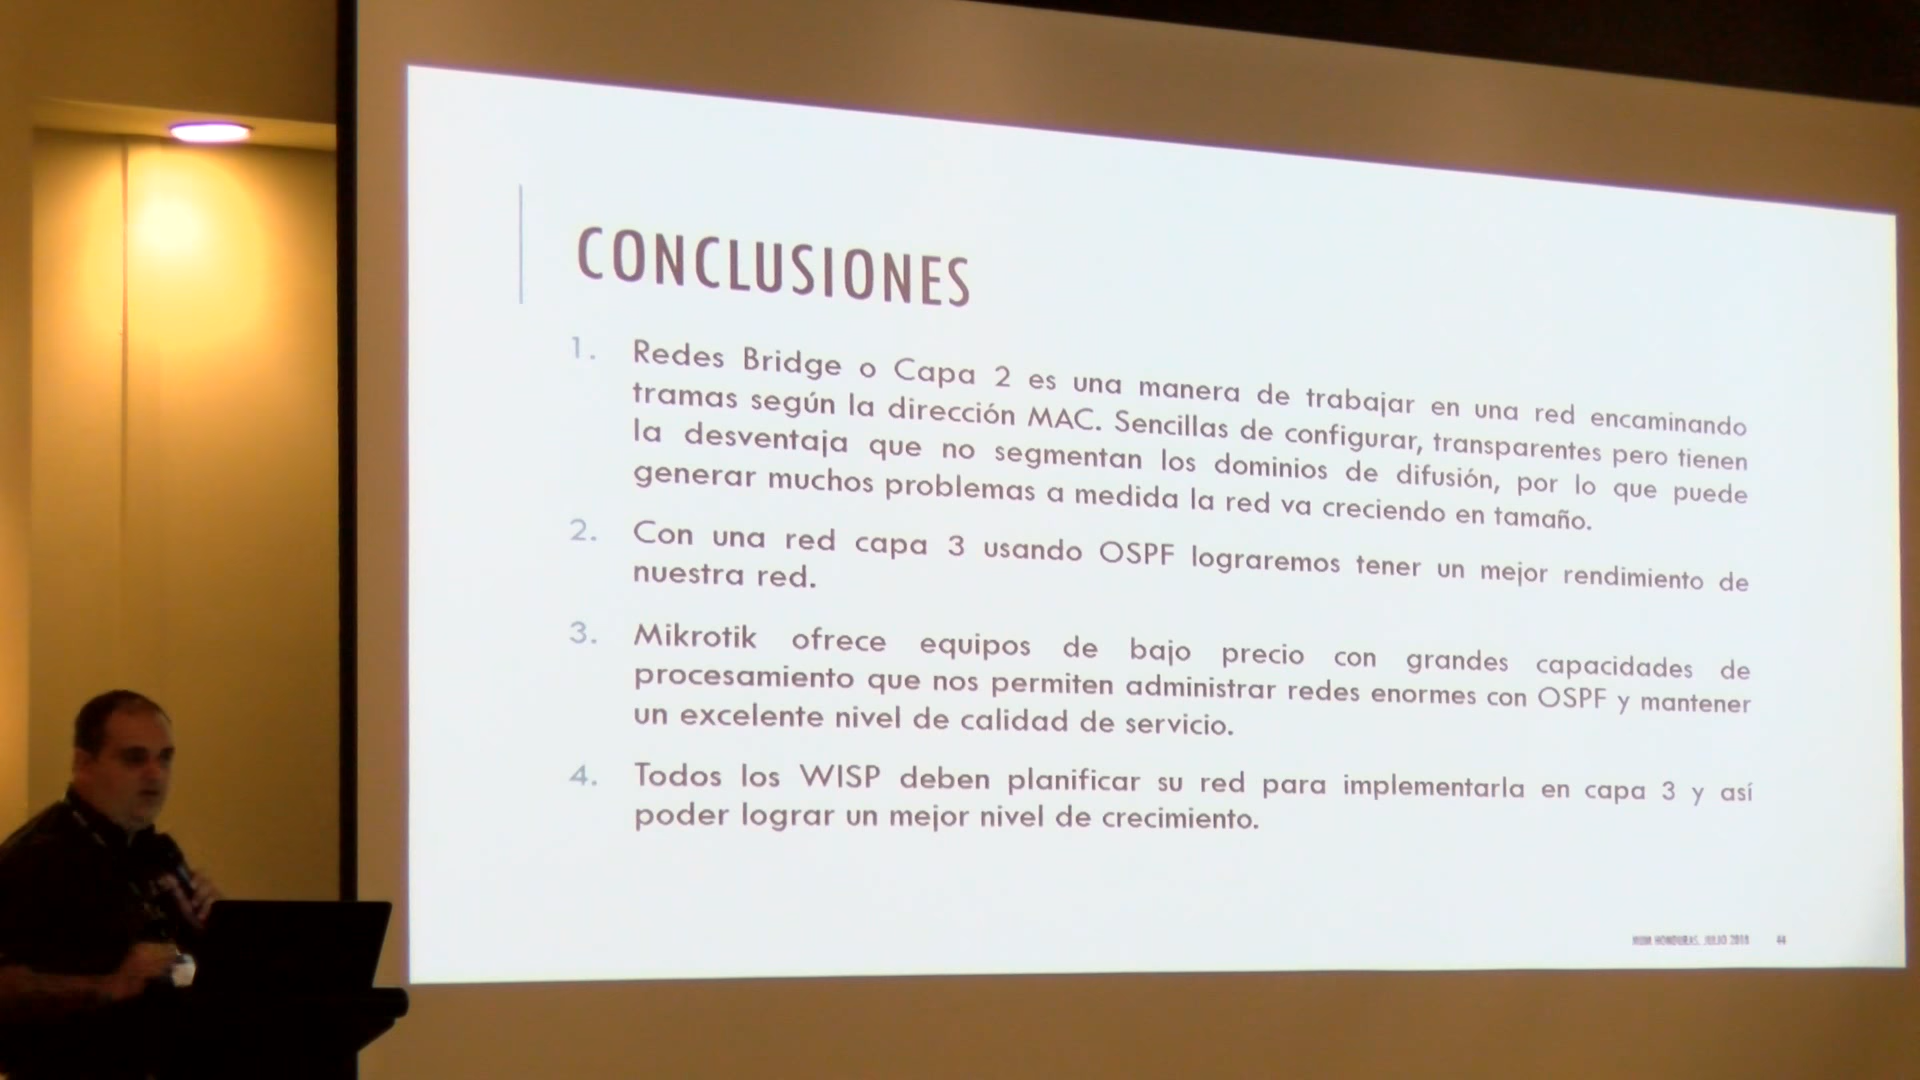 CONCLUSIONES
1. Redes Bridge o Capa 2 es una manera de trabajar en una red encaminando
tramas según la dirección MAC. Sencillas de configurar, transparentes pero tienen
la desventaja que no segmentan los dominios de difusión, por lo que puede
generar muchos problemas a medida la red va creciendo en tamaño.
2. Con una red capa 3 usando OSPF lograremos tener un mejor rendimiento de
nuestra red.
3. Mikrotik ofrece equipos de bajo precio con grandes capacidades de
procesamiento que nos permiten administrar redes enormes con OSPF y mantener
un excelente nivel de calidad de servicio.
4. Todos los WISP deben planificar su red para implementarla en capa 3 y así
poder lograr un mejor nivel de crecimiento.
MUM HONDURAS, JULIO 2018 44